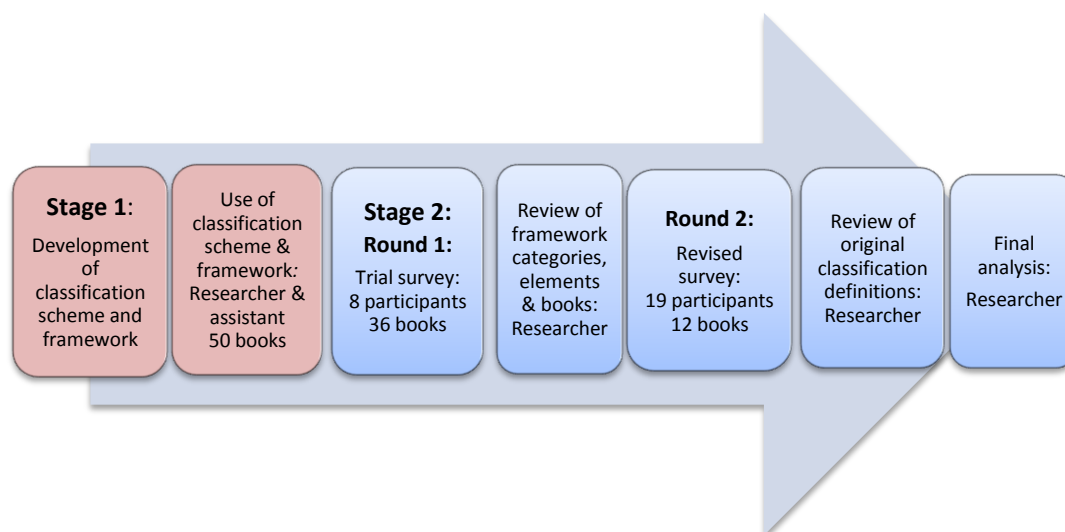 Stage 1:
Development
of
classification
scheme and
framework
Use of
classification
scheme &
framework:
Researcher &
assistant
50 books
Stage 2:
Round 1:
Trial survey:
8 participants
36 books
Review of
framework
categories,
elements
& books:
Researcher
Round 2:
Revised
survey:
19 participants
12 books
Review of
original
classification
definitions:
Researcher
Final
analysis:
Researcher